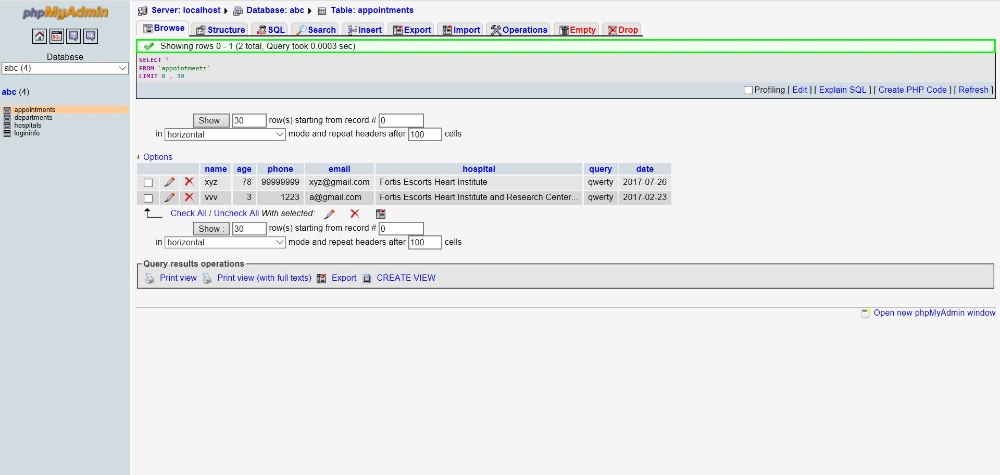 phpMyAdmin
Database
abc (4)
abc (4)
appointments
departments
hospitals
logininfo
Server: localhost Database: abc Table: appointments
Browse Structure SQL Search Insert Export Import Operations Empty Drop
Showing rows 0 - 1 (2 total, Query took 0.0003 sec)
SELECT *
FROM `appointments`
LIMIT 0 , 30
Profiling [ Edit ] [ Explain SQL ] [ Create PHP Code ] [ Refresh ]
Show : 30 row(s) starting from record # 0
in horizontal mode and repeat headers after 100 cells
+ Options
name age phone email hospital query date
xyz 78 99999999 xyz@gmail.com Fortis Escorts Heart Institute qwerty 2017-07-26
vvv 3 1223 a@gmail.com Fortis Escorts Heart Institute and Research Center... qwerty 2017-02-23
Check All / Uncheck All With selected:
Show : 30 row(s) starting from record # 0
in horizontal mode and repeat headers after 100 cells
Query results operations
Print view Print view (with full texts) Export CREATE VIEW
Open new phpMyAdmin window